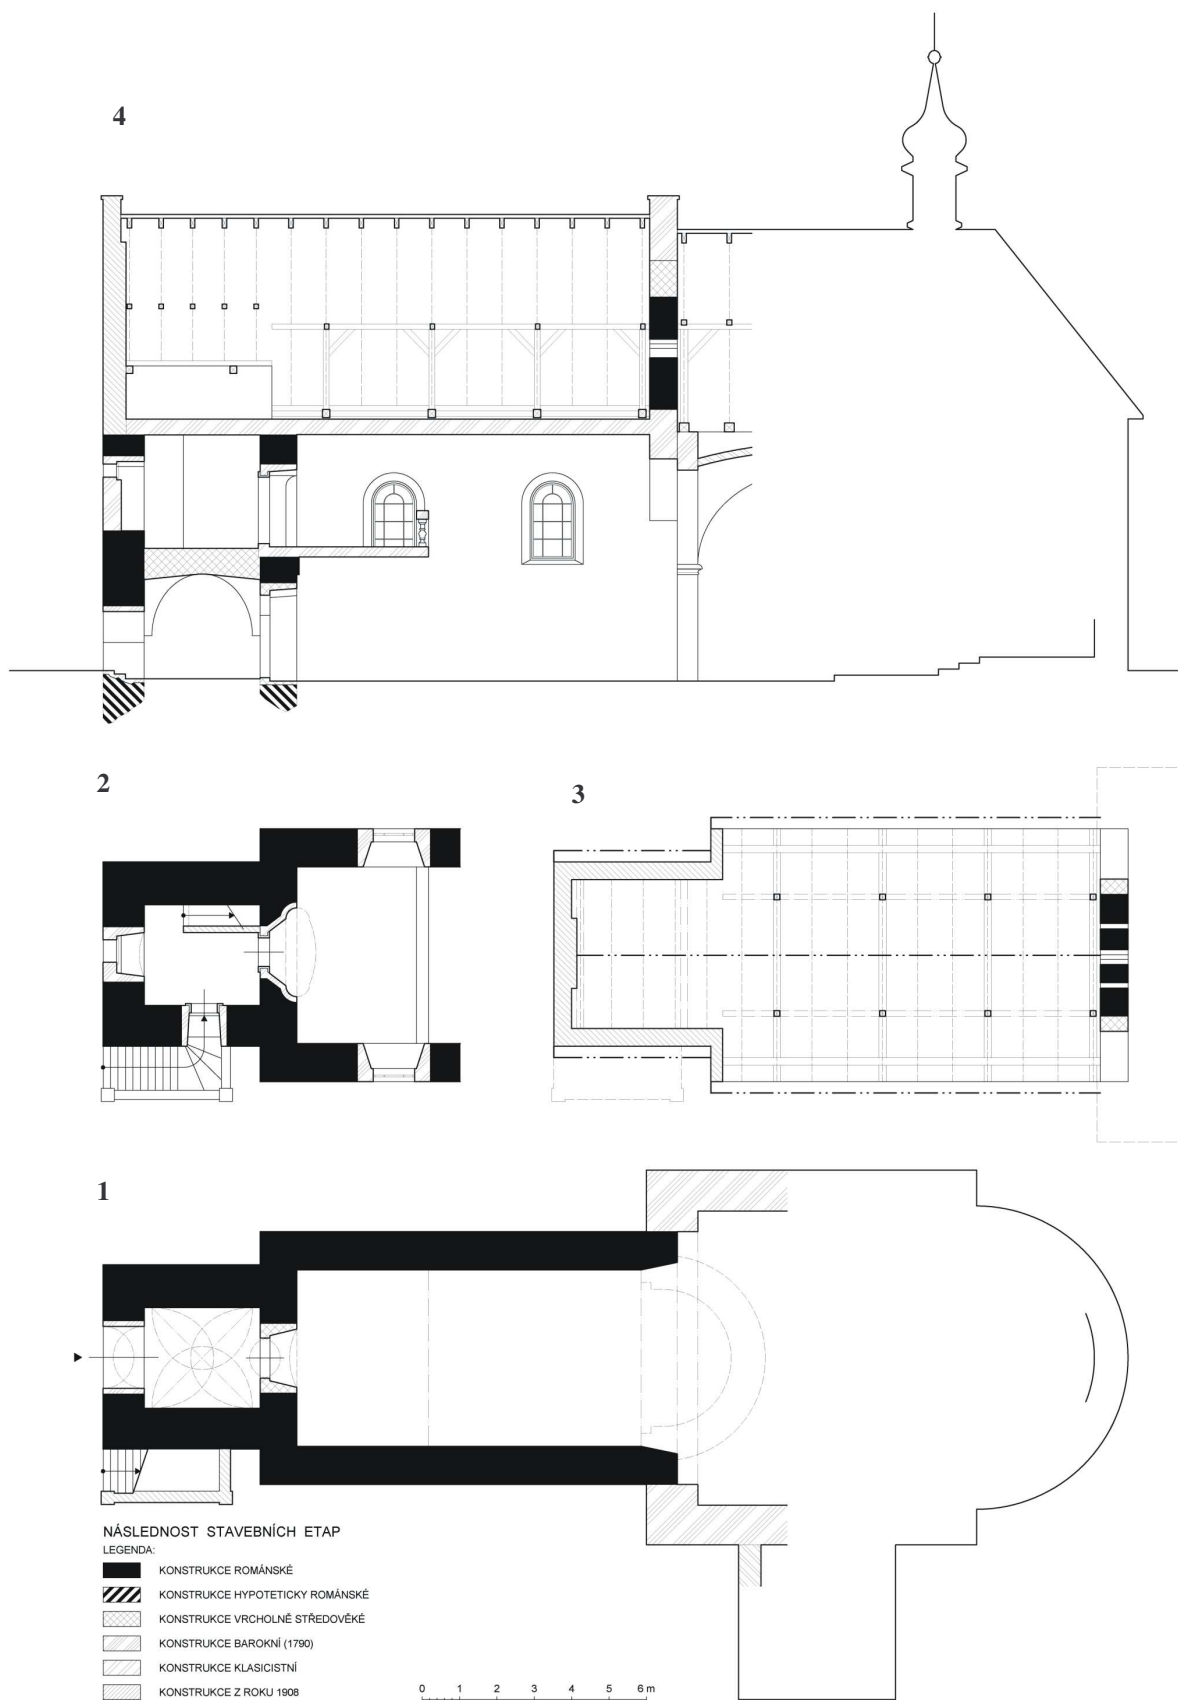 4
2
3
1
NÁSLEDNOST STAVEBNÍCH ETAP
LEGENDA:
KONSTRUKCE ROMÁNSKÉ
KONSTRUKCE HYPOTETICKY ROMÁNSKÉ
KONSTRUKCE VRCHOLNĚ STŘEDOVĚKÉ
KONSTRUKCE BAROKNÍ (1790)
KONSTRUKCE KLASICISTNÍ
KONSTRUKCE Z ROKU 1908
0 1 2 3 4 5 6 m